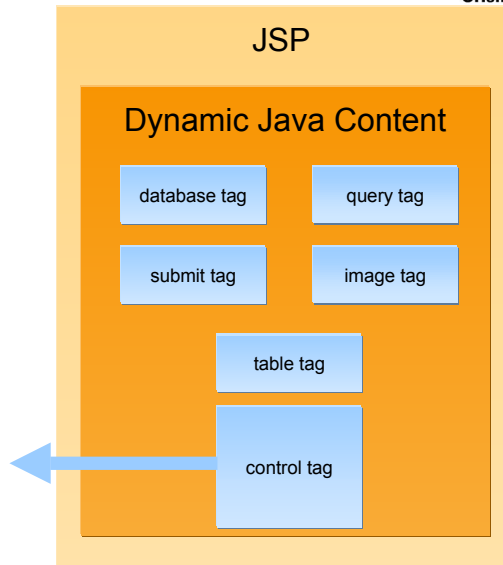 JSP
Dynamic Java Content
database tag
query tag
submit tag
image tag
table tag
control tag